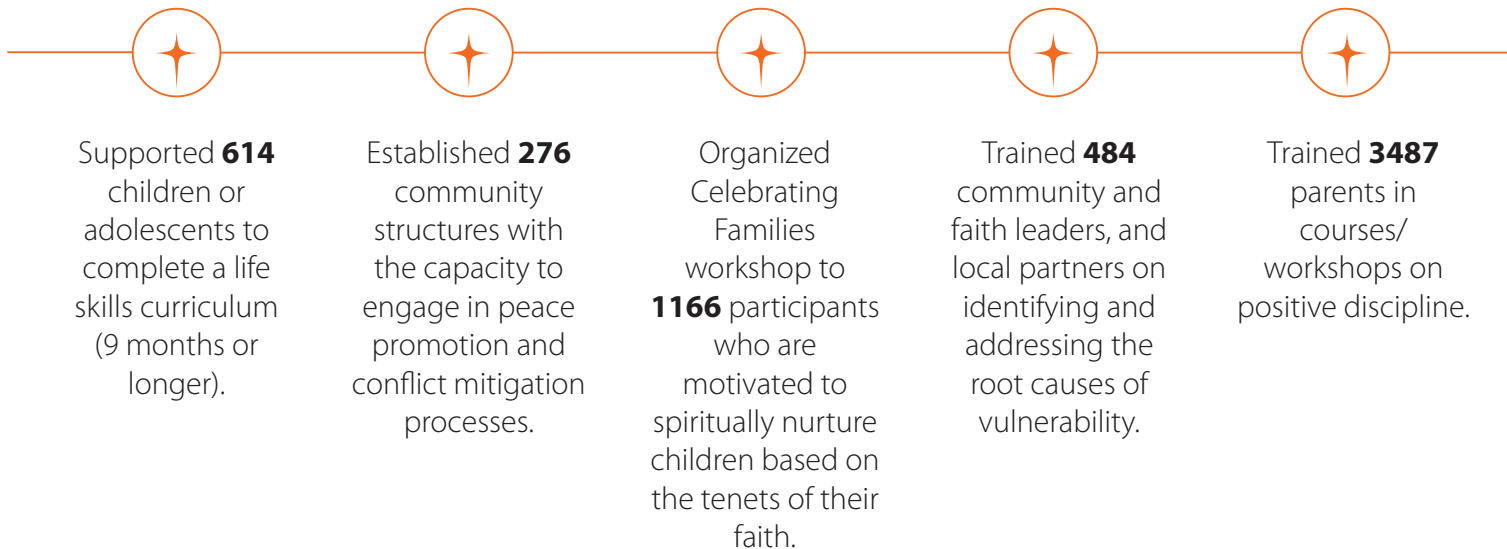 Supported 614
children or
adolescents to
complete a life
skills curriculum
(9 months or
longer).
Established 276
community
structures with
the capacity to
engage in peace
promotion and
conflict mitigation
processes.
Organized
Celebrating
Families
workshop to
1166 participants
who are
motivated to
spiritually nurture
children based on
the tenets of their
faith.
Trained 484
community and
faith leaders, and
local partners on
identifying and
addressing the
root causes of
vulnerability.
Trained 3487
parents in
courses/
workshops on
positive discipline.